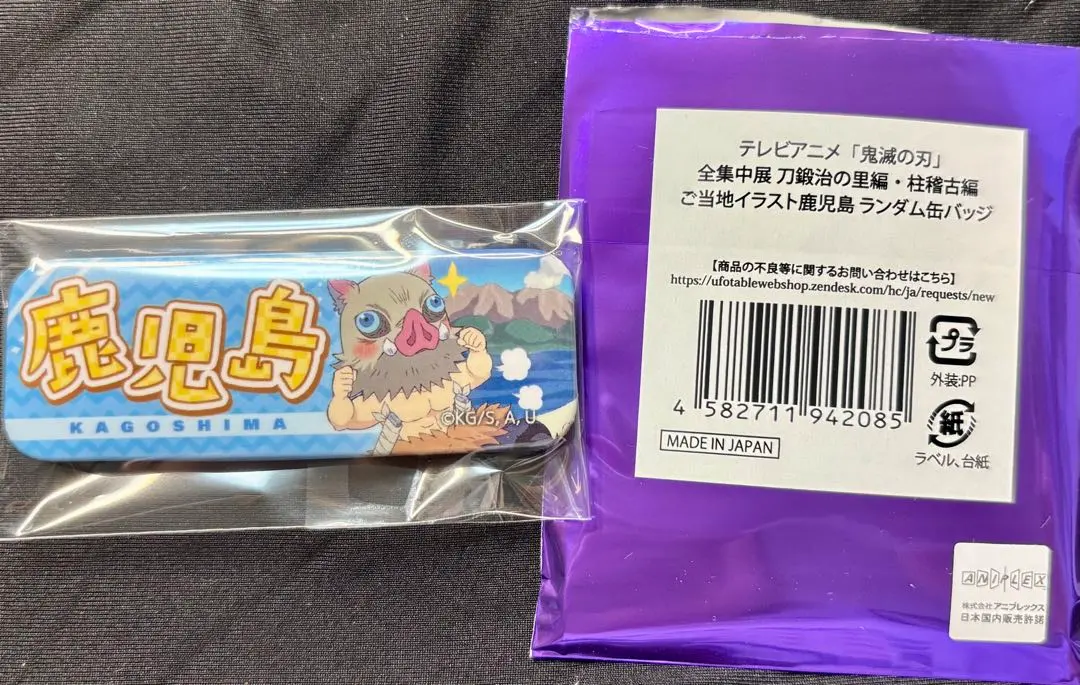 鹿児島
KAGOSHIMA
©KG/S, A, U
テレビアニメ「鬼滅の刃」
全集中展 刀鍛冶の里編・柱稽古編
ご当地イラスト鹿児島 ランダム缶バッジ
【商品の不良等に関するお問い合わせはこちら】
https://ufotablewebshop.zendesk.com/hc/ja/requests/new
4 582711 942085
プラ
外装:PP
紙
ラベル、台紙
MADE IN JAPAN
ANIPLEX
株式会社アニプレックス
日本国内販売許諾